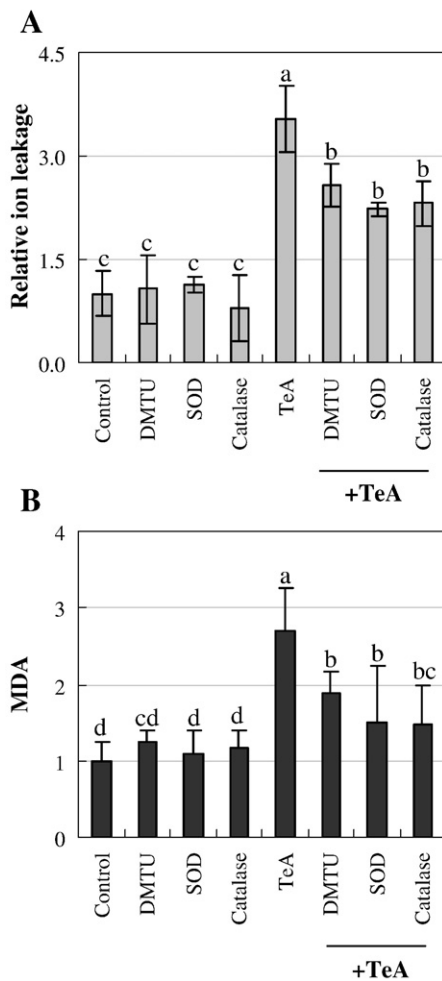 A
Relative ion leakage
4.5
3.0
1.5
0.0
c
c
c
c
a
b
b
b
Control
DMTU
SOD
Catalase
TeA
DMTU
SOD
Catalase
+TeA
B
MDA
4
3
2
1
0
d
cd
d
d
a
b
b
bc
Control
DMTU
SOD
Catalase
TeA
DMTU
SOD
Catalase
+TeA